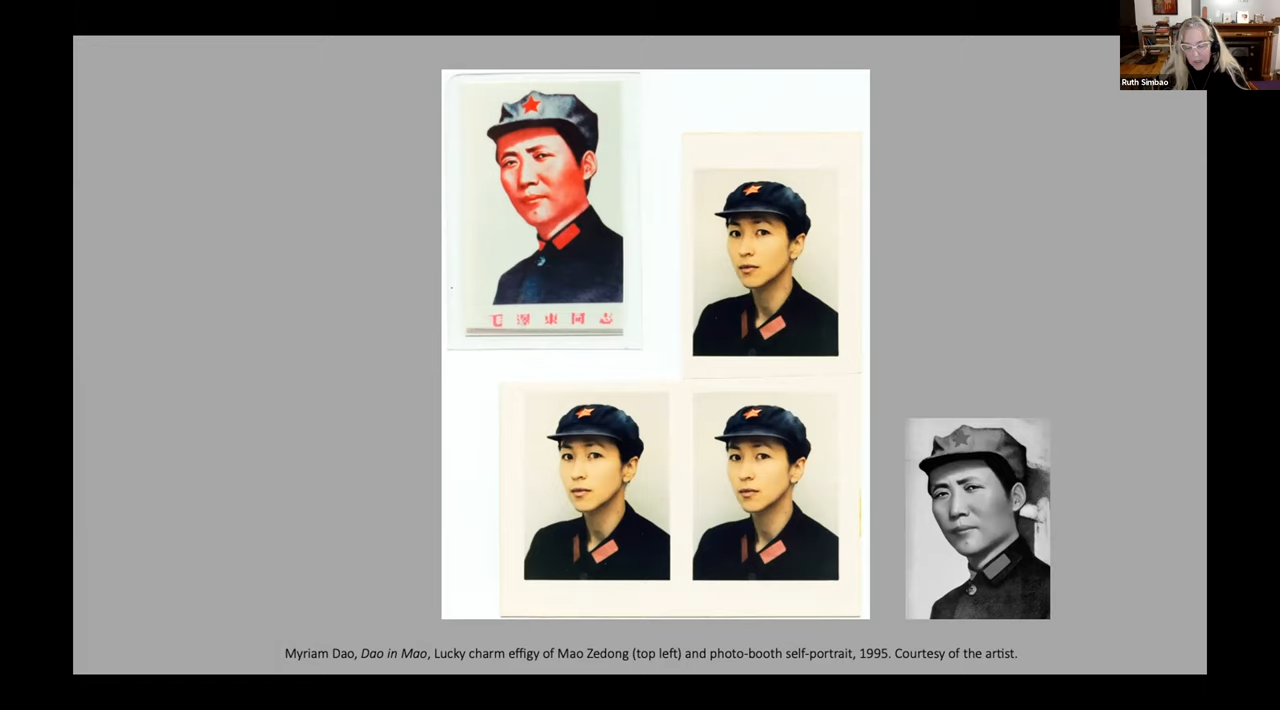 Ruth Simbao
毛澤東同志
Myriam Dao, Dao in Mao, Lucky charm effigy of Mao Zedong (top left) and photo-booth self-portrait, 1995. Courtesy of the artist.